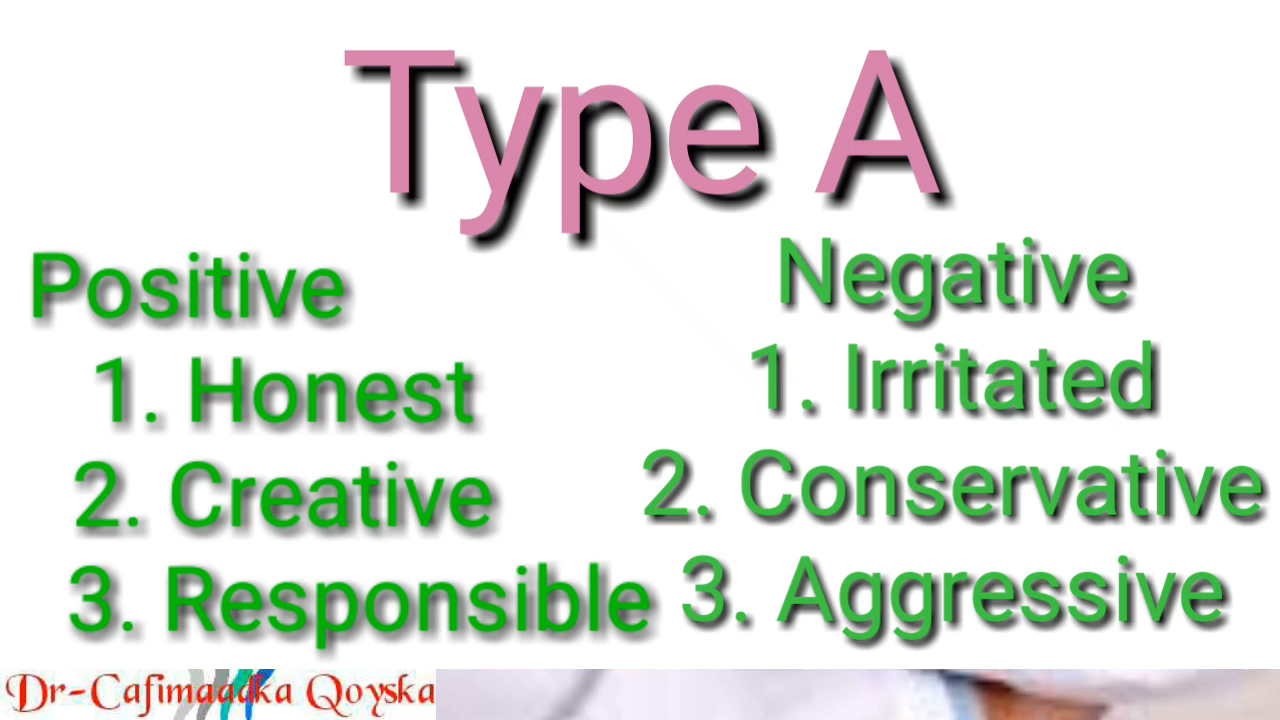 Type A
Positive
1. Honest
2. Creative
3. Responsible
Negative
1. Irritated
2. Conservative
3. Aggressive
Dr-Cafimaadka Qoyska